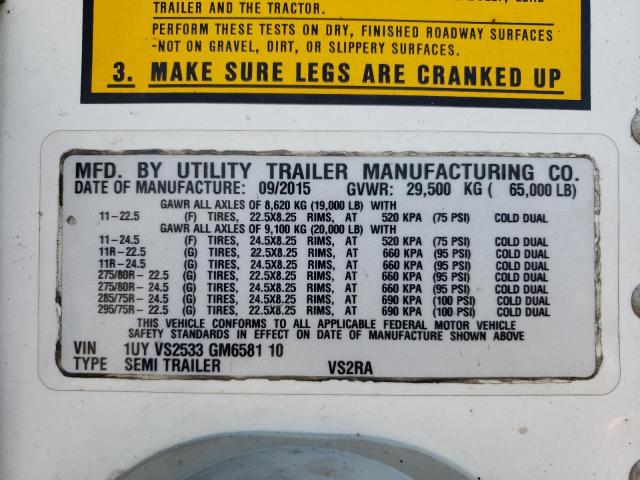 TRAILER AND THE TRACTOR.
PERFORM THESE TESTS ON DRY, FINISHED ROADWAY SURFACES
-NOT ON GRAVEL, DIRT, OR SLIPPERY SURFACES.
3. MAKE SURE LEGS ARE CRANKED UP
MFD. BY UTILITY TRAILER MANUFACTURING CO.
DATE OF MANUFACTURE: 09/2015 GVWR: 29,500 KG ( 65,000 LB)
GAWR ALL AXLES OF 8,620 KG (19,000 LB) WITH
11-22.5 (F) TIRES, 22.5X8.25 RIMS, AT 520 KPA (75 PSI) COLD DUAL
GAWR ALL AXLES OF 9,100 KG (20,000 LB) WITH
11-24.5 (F) TIRES, 24.5X8.25 RIMS, AT 520 KPA (75 PSI) COLD DUAL
11R-22.5 (G) TIRES, 22.5X8.25 RIMS, AT 660 KPA (95 PSI) COLD DUAL
11R-24.5 (G) TIRES, 24.5X8.25 RIMS, AT 660 KPA (95 PSI) COLD DUAL
275/80R-22.5 (G) TIRES, 22.5X8.25 RIMS, AT 660 KPA (95 PSI) COLD DUAL
275/80R-24.5 (G) TIRES, 24.5X8.25 RIMS, AT 660 KPA (95 PSI) COLD DUAL
285/75R-24.5 (G) TIRES, 24.5X8.25 RIMS, AT 690 KPA (100 PSI) COLD DUAL
295/75R-22.5 (G) TIRES, 22.5X8.25 RIMS, AT 690 KPA (100 PSI) COLD DUAL
THIS VEHICLE CONFORMS TO ALL APPLICABLE FEDERAL MOTOR VEHICLE
SAFETY STANDARDS IN EFFECT ON DATE OF MANUFACTURE SHOWN ABOVE
VIN 1UY VS2533 GM6581 10
TYPE SEMI TRAILER VS2RA